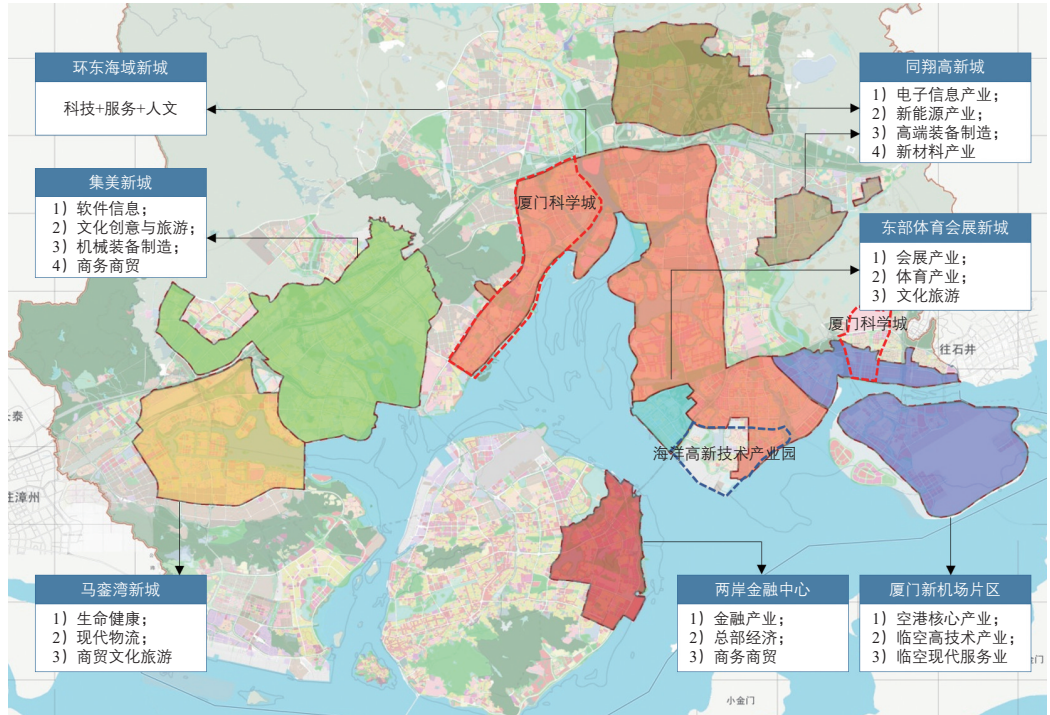 环东海域新城
科技+服务+人文
同翔高新城
1）电子信息产业；
2）新能源产业；
3）高端装备制造；
4）新材料产业
集美新城
1）软件信息；
2）文化创意与旅游；
3）机械装备制造；
4）商务商贸
厦门科学城
东部体育会展新城
1）会展产业；
2）体育产业；
3）文化旅游
厦门科学城
往石井
海洋高新技术产业园
马銮湾新城
1）生命健康；
2）现代物流；
3）商贸文化旅游
两岸金融中心
1）金融产业；
2）总部经济；
3）商务商贸
厦门新机场片区
1）空港核心产业；
2）临空高技术产业；
3）临空现代服务业
小金门